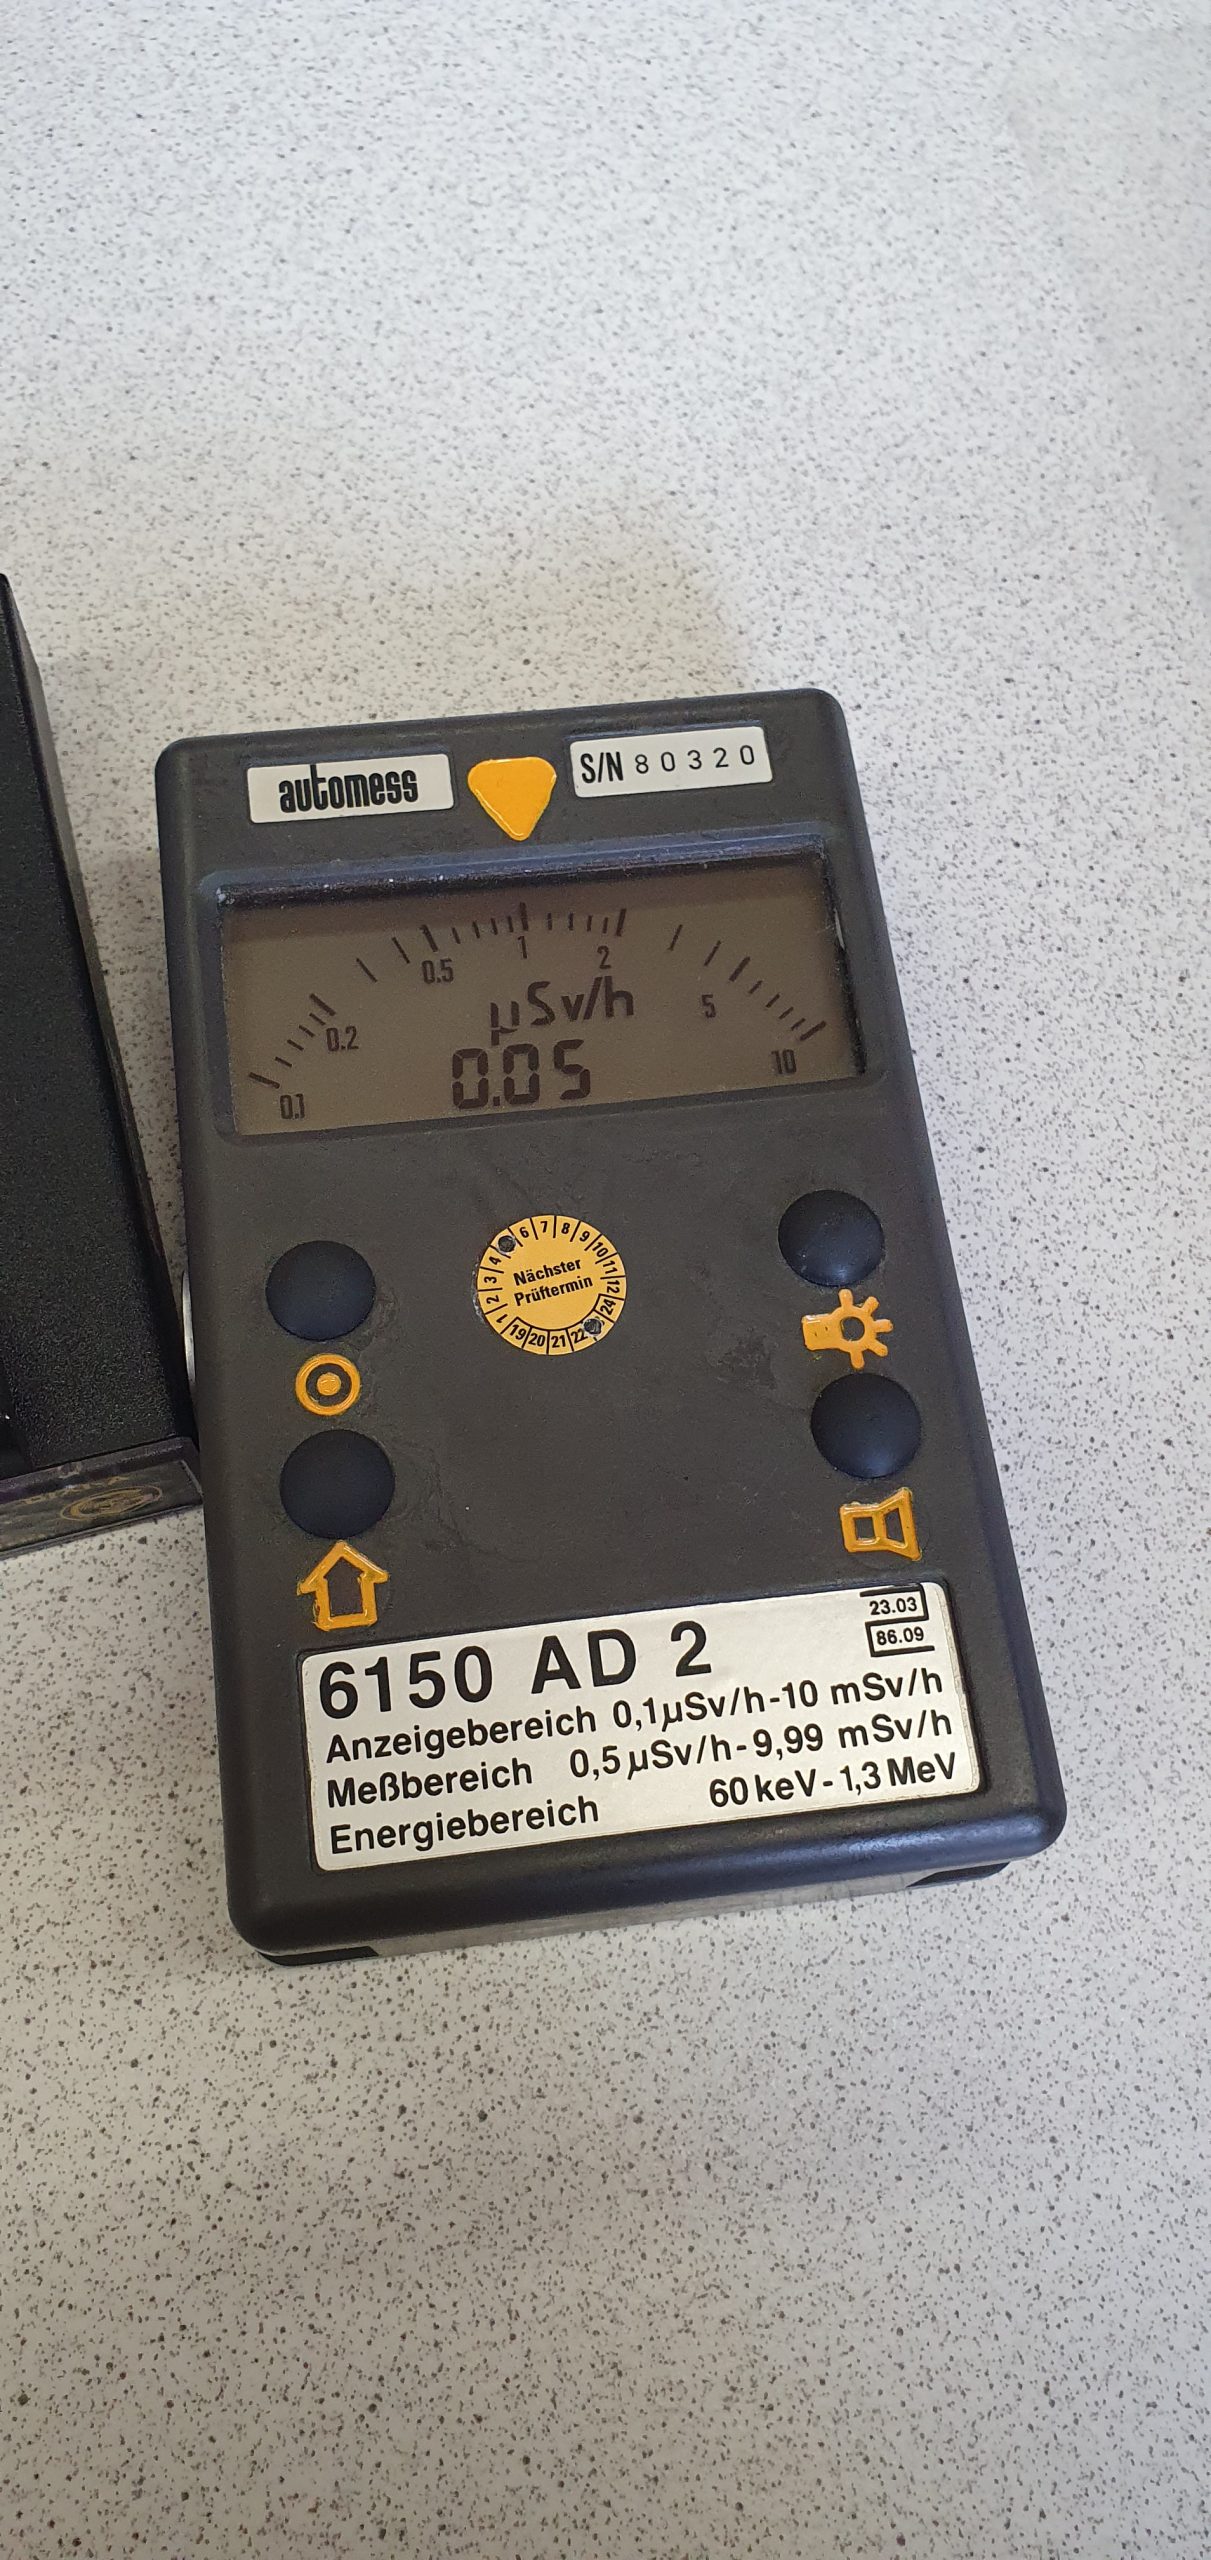 automess
S/N 80320
0.1 0.2 0.5 1 2 5 10
µSv/h
0.05
1 2 3 4 6 7 8 9 10 11 12
Nächster
Prüftermin
19 20 21 22 24
6150 AD 2
23.03
86.09
Anzeigebereich 0,1µSv/h-10 mSv/h
Meßbereich 0,5µSv/h-9,99 mSv/h
Energiebereich 60 keV-1,3 MeV